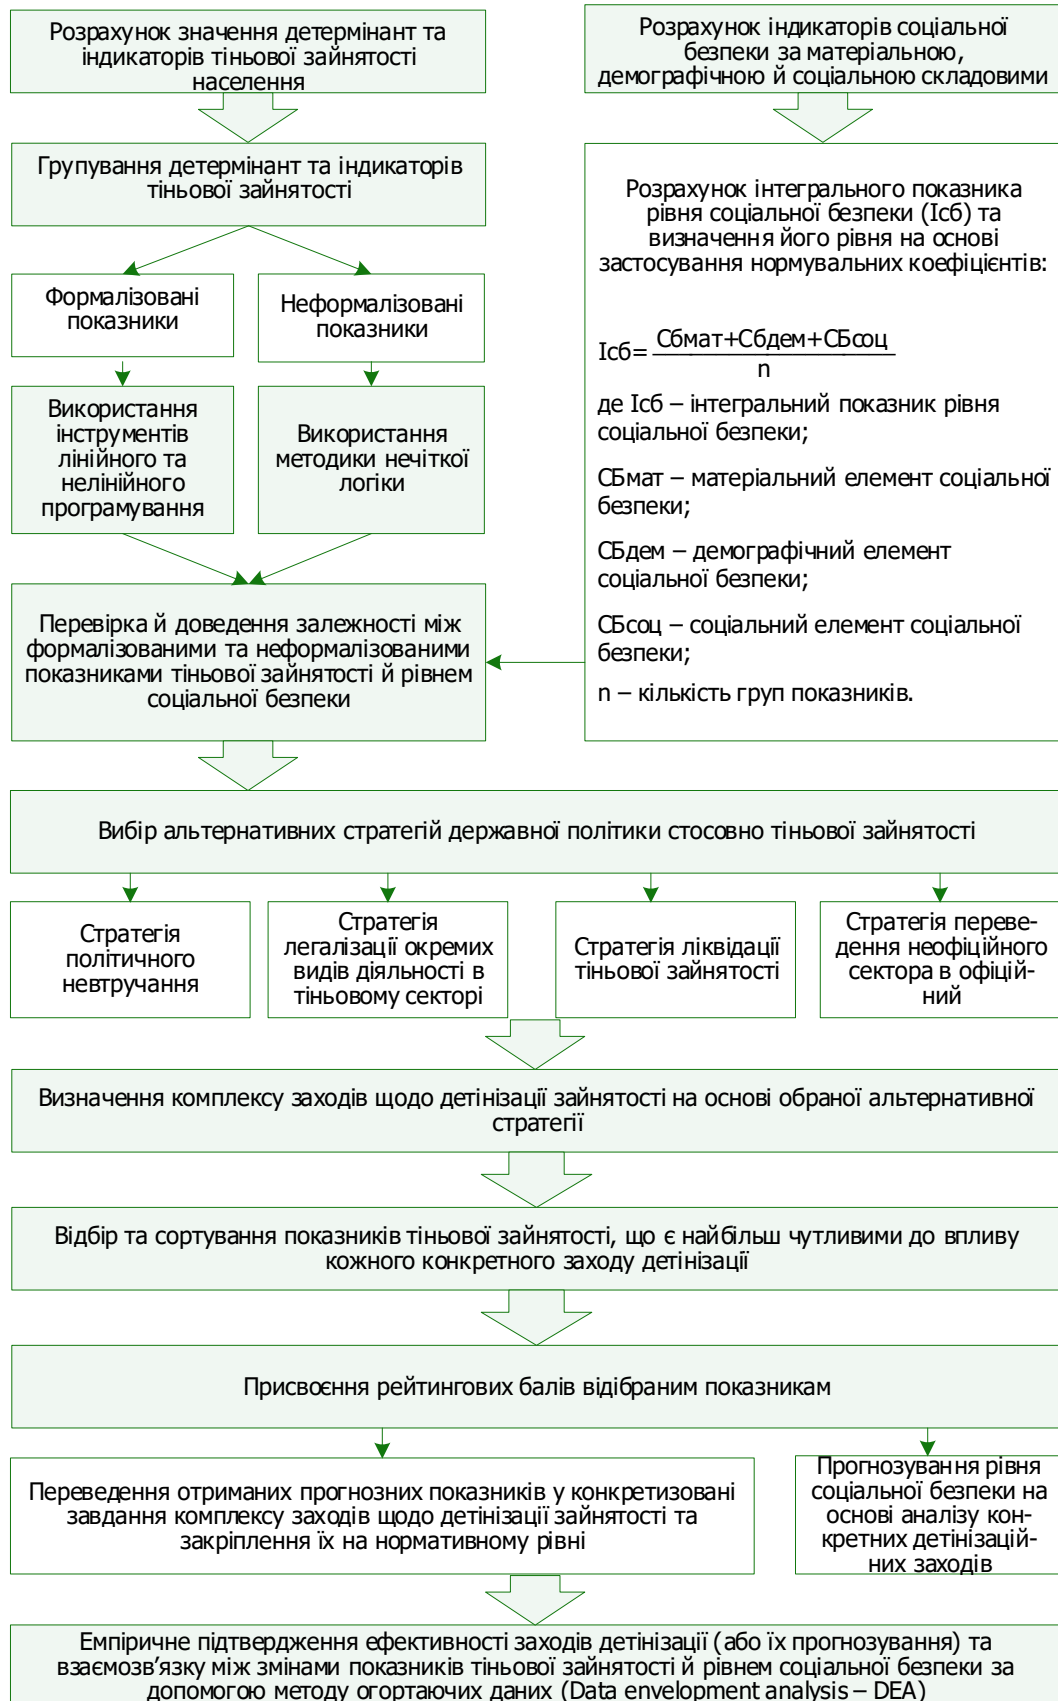 Розрахунок значення детермінант та
індикаторів тіньової зайнятості
населення
Розрахунок індикаторів соціальної
безпеки за матеріальною,
демографічною й соціальною складовими
Групування детермінант та індикаторів
тіньової зайнятості
Формалізовані
показники
Неформалізовані
показники
Використання
інструментів
лінійного та
нелінійного
програмування
Використання
методики нечіткої
логіки
Розрахунок інтегрального показника
рівня соціальної безпеки (Ісб) та
визначення його рівня на основі
застосування нормувальних коефіцієнтів:
Ісб= Сбмат+Сбдем+СБсоц
n
де Ісб – інтегральний показник рівня
соціальної безпеки;
СБмат – матеріальний елемент соціальної
безпеки;
СБдем – демографічний елемент
соціальної безпеки;
СБсоц – соціальний елемент соціальної
безпеки;
n – кількість груп показників.
Перевірка й доведення залежності між
формалізованими та неформалізованими
показниками тіньової зайнятості й рівнем
соціальної безпеки
Вибір альтернативних стратегій державної політики стосовно тіньової зайнятості
Стратегія
політичного
невтручання
Стратегія
легалізації окремих
видів діяльності в
тіньовому секторі
Стратегія ліквідації
тіньової зайнятості
Стратегія переве-
дення неофіційного
сектора в офіцій-
ний
Визначення комплексу заходів щодо детінізації зайнятості на основі обраної альтернативної
стратегії
Відбір та сортування показників тіньової зайнятості, що є найбільш чутливими до впливу
кожного конкретного заходу детінізації
Присвоєння рейтингових балів відібраним показникам
Переведення отриманих прогнозних показників у конкретизовані
завдання комплексу заходів щодо детінізації зайнятості та
закріплення їх на нормативному рівні
Прогнозування рівня
соціальної безпеки на
основі аналізу кон-
кретних детінізацій-
них заходів
Емпіричне підтвердження ефективності заходів детінізації (або їх прогнозування) та
взаємозв'язку між змінами показників тіньової зайнятості й рівнем соціальної безпеки за
допомогою методу огортаючих даних (Data envelopment analysis – DEA)